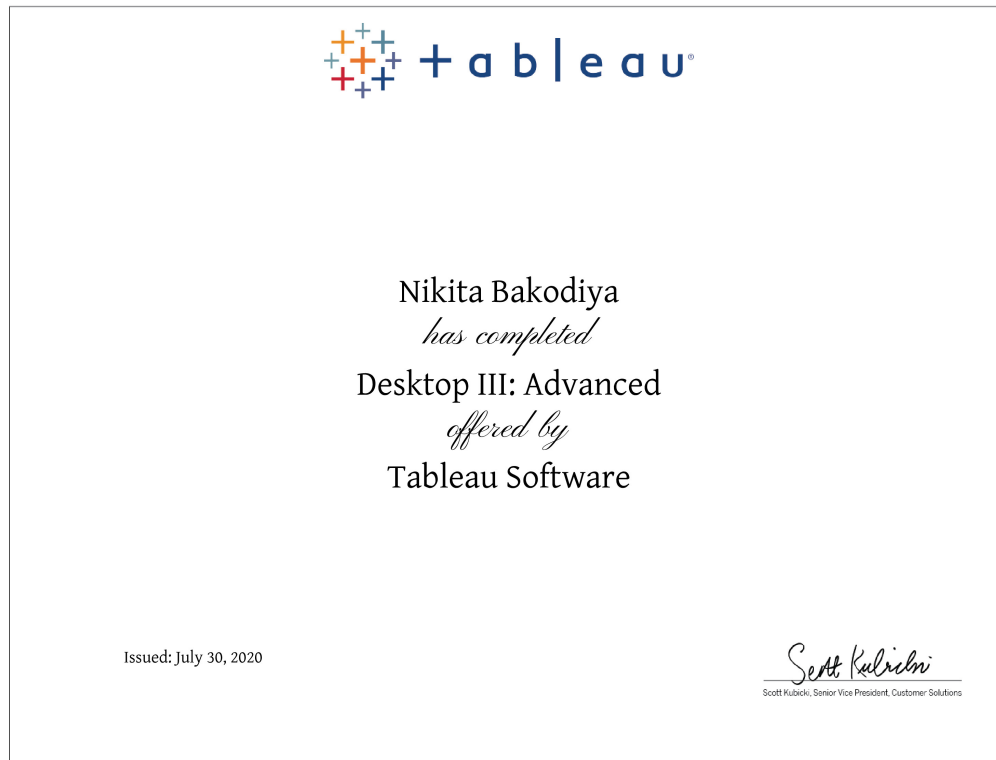 +ableau®
Nikita Bakodiya
has completed
Desktop III: Advanced
offered by
Tableau Software
Issued: July 30, 2020
Scott Kubicki
Scott Kubicki, Senior Vice President, Customer Solutions